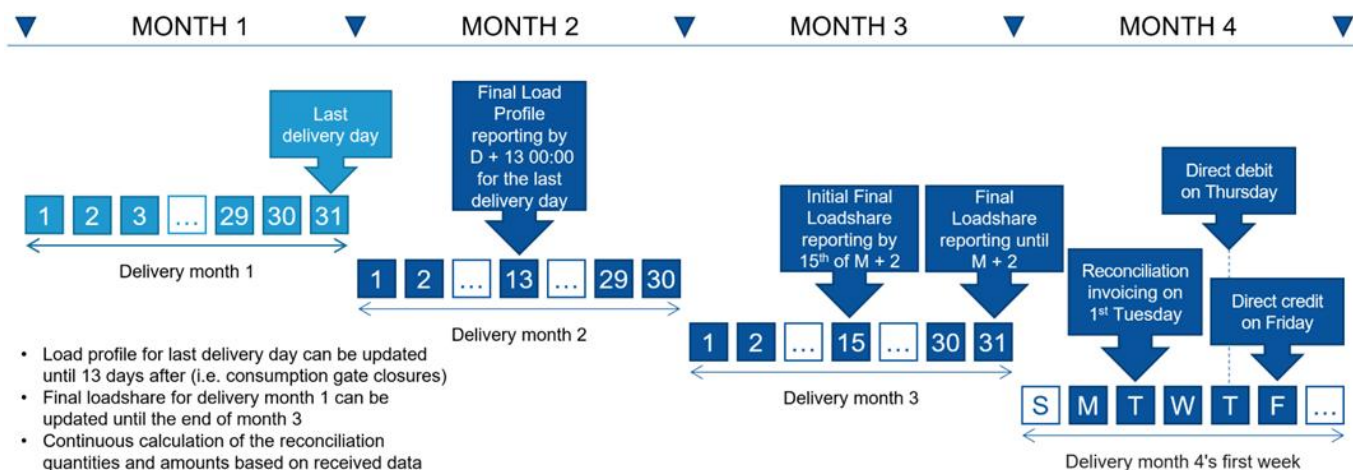 MONTH 1
MONTH 2
MONTH 3
MONTH 4
Last
delivery day
1 2 3 ... 29 30 31
Delivery month 1
Final Load
Profile
reporting by
D + 13 00:00
for the last
delivery day
1 2 ... 13 ... 29 30
Delivery month 2
Initial Final
Loadshare
reporting by
15th of M + 2
Final
Loadshare
reporting until
M + 2
1 2 ... 15 ... 30 31
Delivery month 3
Direct debit
on Thursday
Reconciliation
invoicing on
1st Tuesday
Direct credit
on Friday
S M T W T F ...
Delivery month 4's first week
• Load profile for last delivery day can be updated
until 13 days after (i.e. consumption gate closures)
• Final loadshare for delivery month 1 can be
updated until the end of month 3
• Continuous calculation of the reconciliation
quantities and amounts based on received data